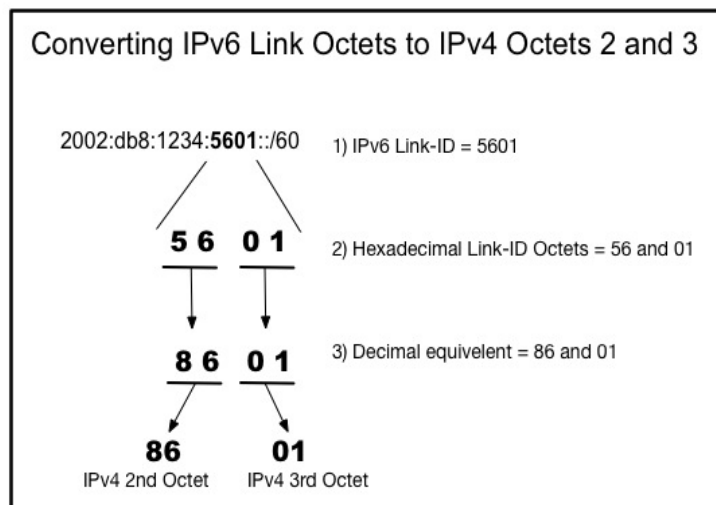 Converting IPv6 Link Octets to IPv4 Octets 2 and 3
2002:db8:1234:5601::/60
1) IPv6 Link-ID = 5601
5 6 0 1
2) Hexadecimal Link-ID Octets = 56 and 01
8 6 0 1
3) Decimal equivelent = 86 and 01
86 01
IPv4 2nd Octet IPv4 3rd Octet